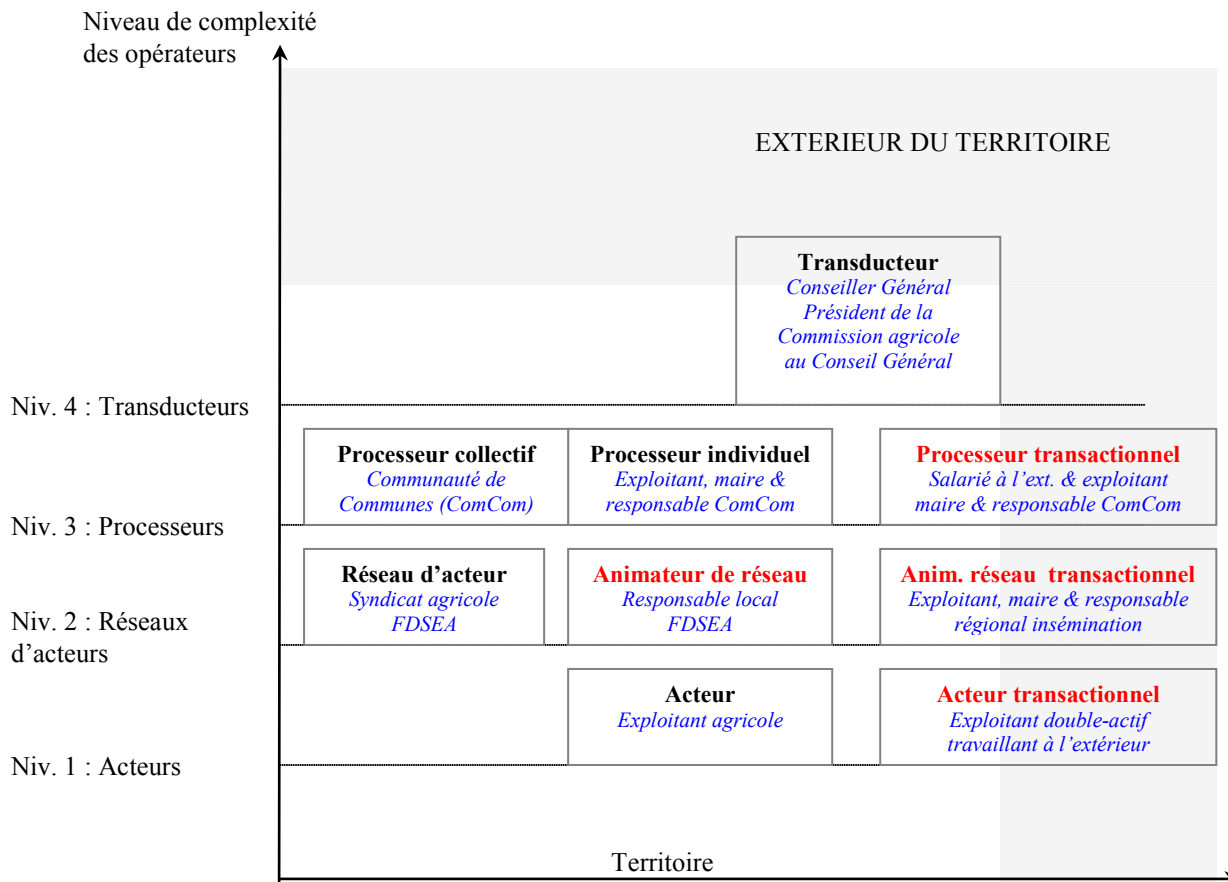 Niveau de complexité
des opérateurs
EXTERIEUR DU TERRITOIRE
Transducteur
Conseiller Général
Président de la
Commission agricole
au Conseil Général
Niv. 4 : Transducteurs
Processeur collectif
Communauté de
Communes (ComCom)
Processeur individuel
Exploitant, maire &
responsable ComCom
Processeur transactionnel
Salarié à l'ext. & exploitant
maire & responsable ComCom
Niv. 3 : Processeurs
Réseau d'acteur
Syndicat agricole
FDSEA
Animateur de réseau
Responsable local
FDSEA
Anim. réseau transactionnel
Exploitant, maire & responsable
régional insémination
Niv. 2 : Réseaux
d'acteurs
Acteur
Exploitant agricole
Acteur transactionnel
Exploitant double-actif
travaillant à l'extérieur
Niv. 1 : Acteurs
Territoire